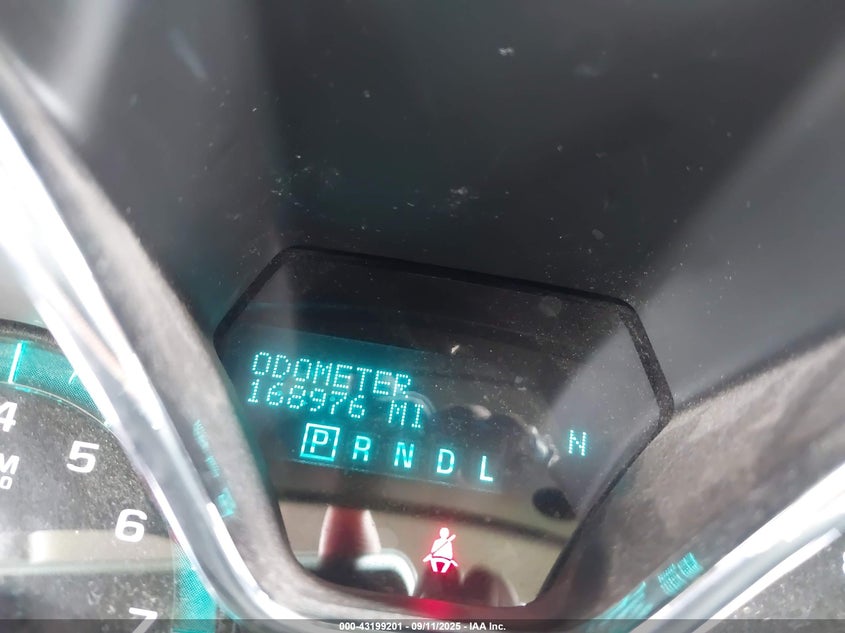 ODOMETER
168976 MI
P R N D L
N
4
5
6
7
000-43199201 - 09/11/2025 - IAA Inc.